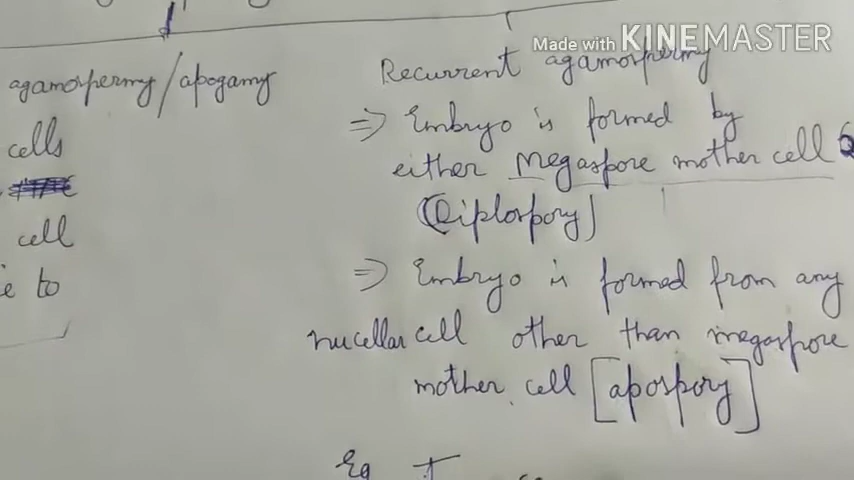 Made with KINEMASTER
agamospermy/apogamy
cells
cell
to
Recurrent agamospermy
⇒ Embryo is formed by
either Megaspore mother cell
(Diplospory)
⇒ Embryo is formed from any
nucellar cell other than megaspore
mother cell [apospory]
Eg